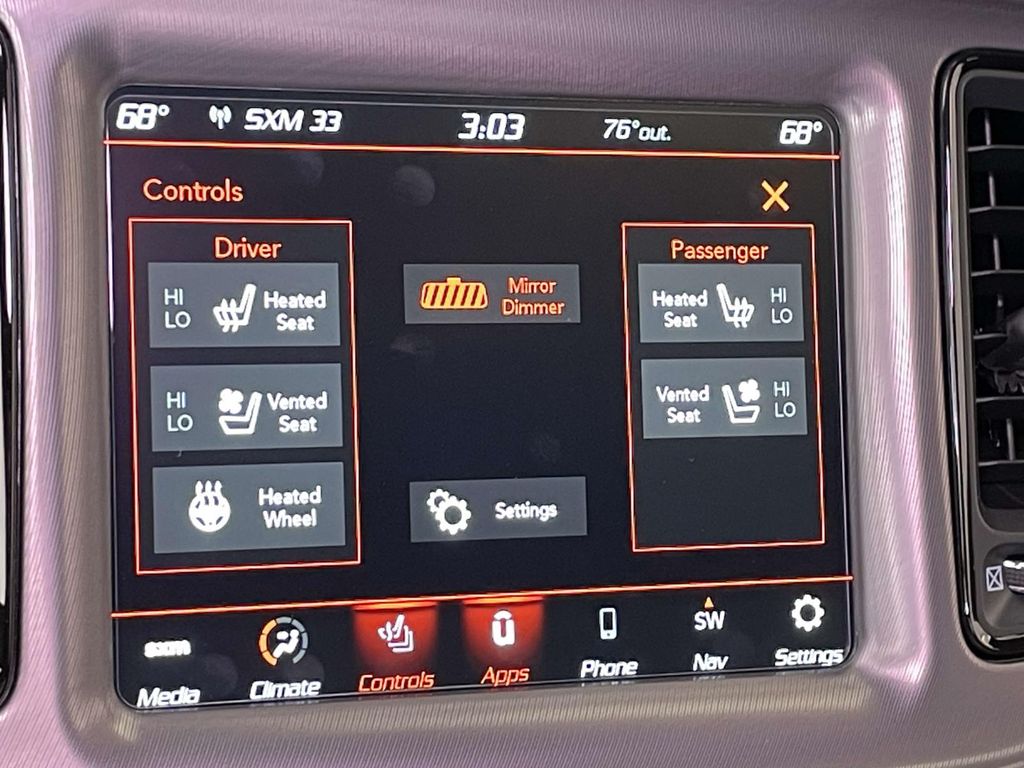 68° SXM 33 3:03 76°out. 68°
Controls
Driver
HI
LO
Heated
Seat
HI
LO
Vented
Seat
Heated
Wheel
Mirror
Dimmer
Settings
Passenger
Heated
Seat
HI
LO
Vented
Seat
HI
LO
sxm
SW
Media Climate Controls Apps Phone Nav Settings